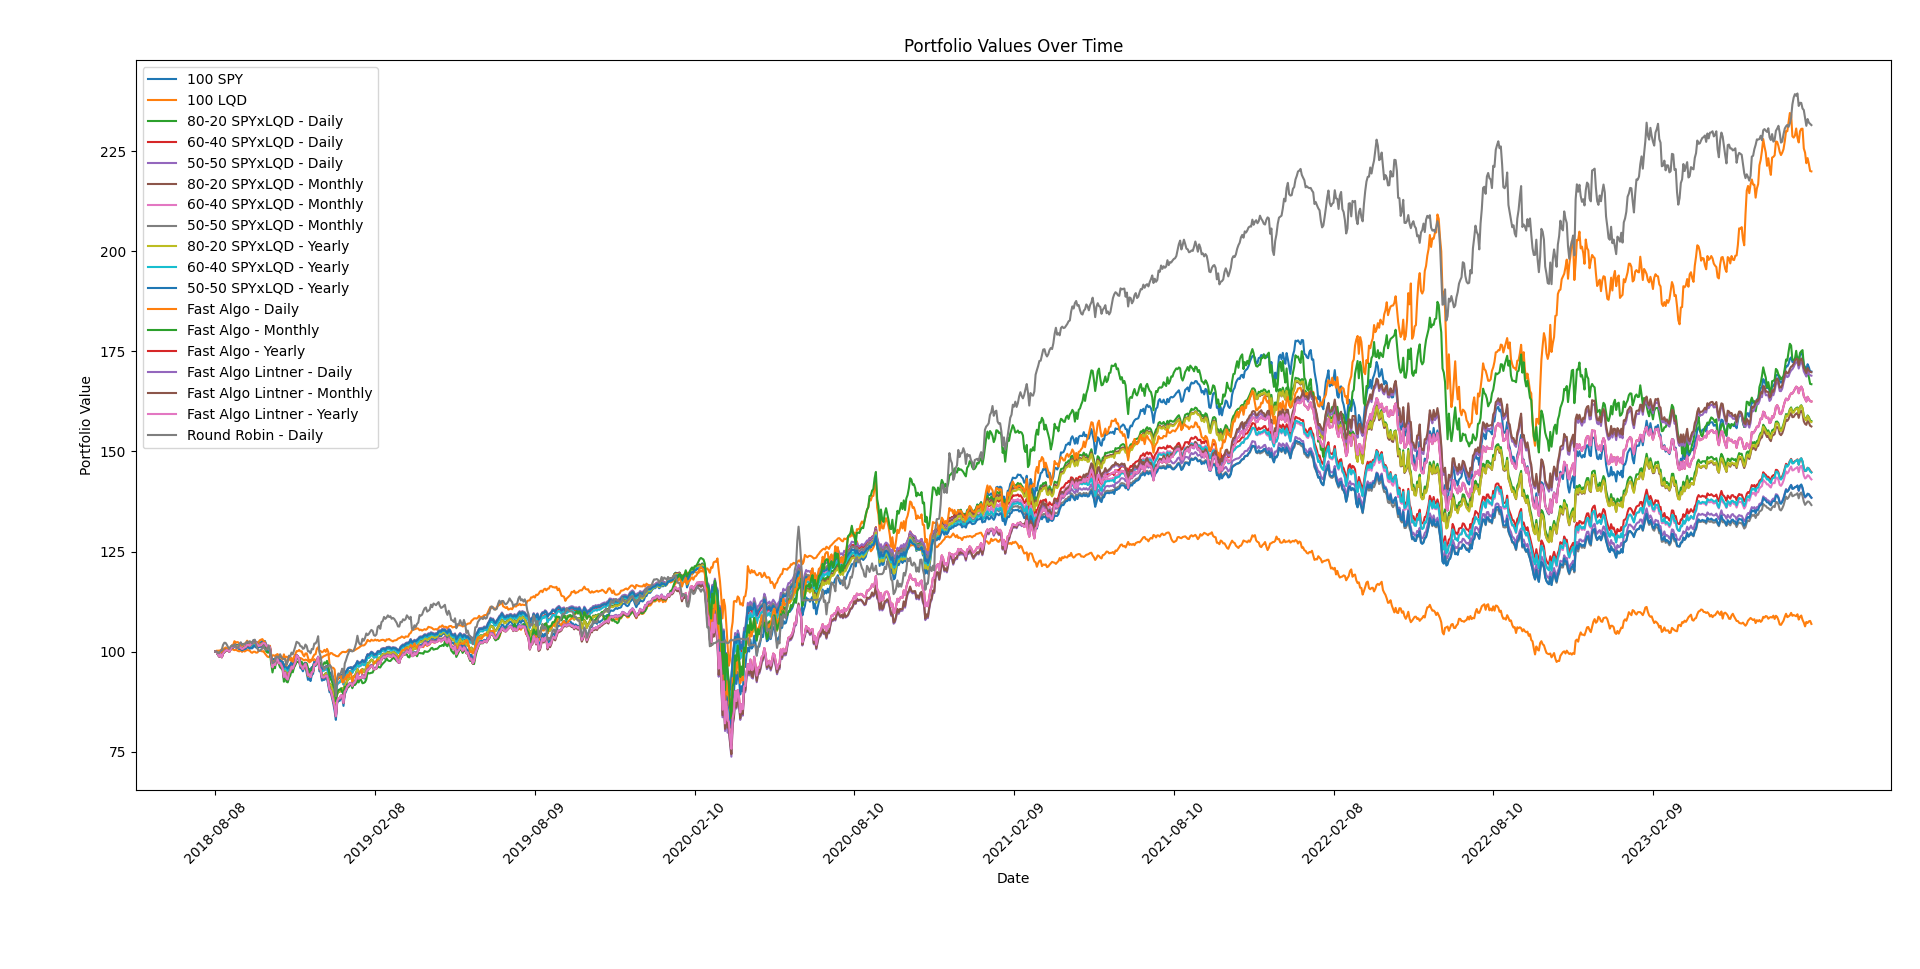 Portfolio Values Over Time
100 SPY
100 LQD
80-20 SPYxLQD - Daily
60-40 SPYxLQD - Daily
50-50 SPYxLQD - Daily
80-20 SPYxLQD - Monthly
60-40 SPYxLQD - Monthly
50-50 SPYxLQD - Monthly
80-20 SPYxLQD - Yearly
60-40 SPYxLQD - Yearly
50-50 SPYxLQD - Yearly
Fast Algo - Daily
Fast Algo - Monthly
Fast Algo - Yearly
Fast Algo Lintner - Daily
Fast Algo Lintner - Monthly
Fast Algo Lintner - Yearly
Round Robin - Daily
Portfolio Value
225
200
175
150
125
100
75
2018-08-08
2019-02-08
2019-08-09
2020-02-10
2020-08-10
2021-02-09
2021-08-10
2022-02-08
2022-08-10
2023-02-09
Date